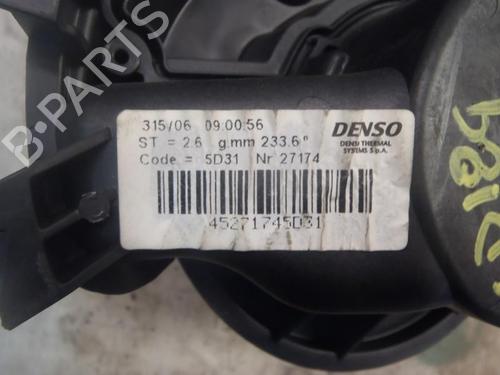 B-PARTS
315/06 09:00:56
ST = 2.6 g.mm 233.6°
Code = 5D31 Nr 27174
DENSO
DENSO THERMAL
SYSTEMS S.p.A.
45271745D31